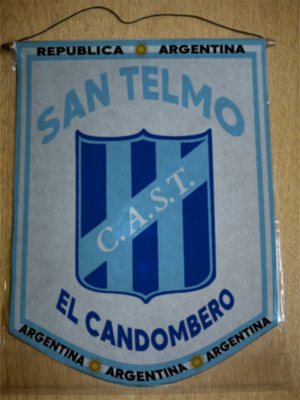 REPUBLICA ARGENTINA
SAN TELMO
C.A.S.T.
EL CANDOMBERO
ARGENTINA ARGENTINA ARGENTINA